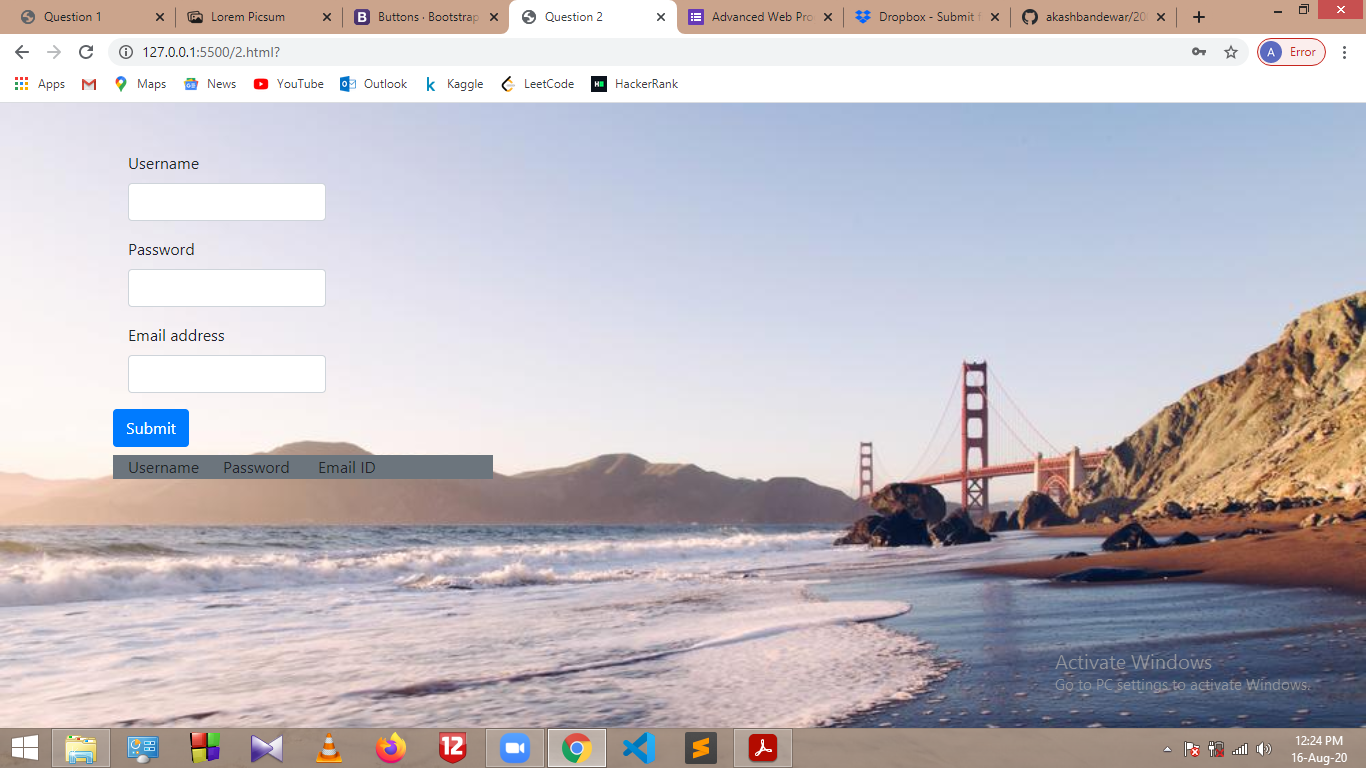 Question 1
Lorem Picsum
Buttons · Bootstrap
Question 2
Advanced Web Pro
Dropbox - Submit f
akashbandewar/20
127.0.0.1:5500/2.html?
A Error
Apps Maps News YouTube Outlook Kaggle LeetCode HackerRank
Username
Password
Email address
Submit
Username Password Email ID
Activate Windows
Go to PC settings to activate Windows.
12
12:24 PM
16-Aug-20